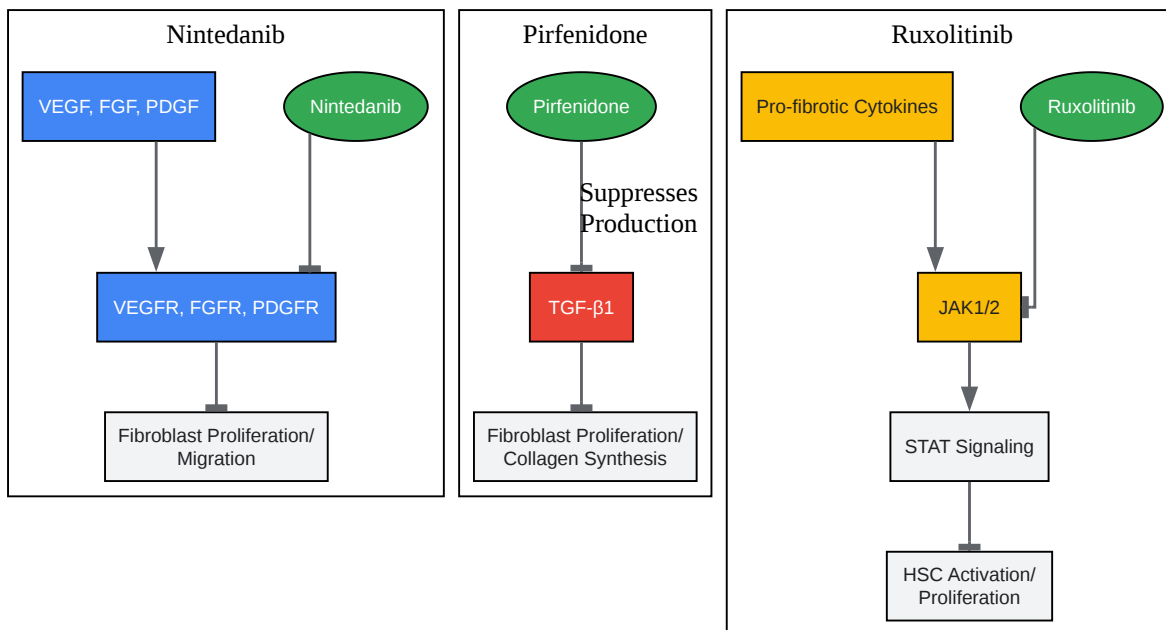 Nintedanib
VEGF, FGF, PDGF
Nintedanib
VEGFR, FGFR, PDGFR
Fibroblast Proliferation/
Migration
Pirfenidone
Pirfenidone
Suppresses
Production
TGF-β1
Fibroblast Proliferation/
Collagen Synthesis
Ruxolitinib
Pro-fibrotic Cytokines
Ruxolitinib
JAK1/2
STAT Signaling
HSC Activation/
Proliferation